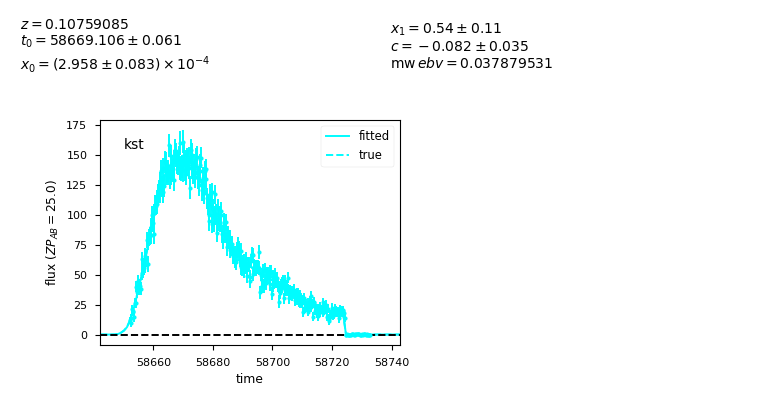 z = 0.10759085
t₀ = 58669.106 ± 0.061
x₀ = (2.958 ± 0.083) × 10⁻⁴
x₁ = 0.54 ± 0.11
c = −0.082 ± 0.035
mw ebv = 0.037879531
kst
fitted
true
175
150
125
100
75
50
25
0
flux (ZP_AB = 25.0)
58660 58680 58700 58720 58740
time